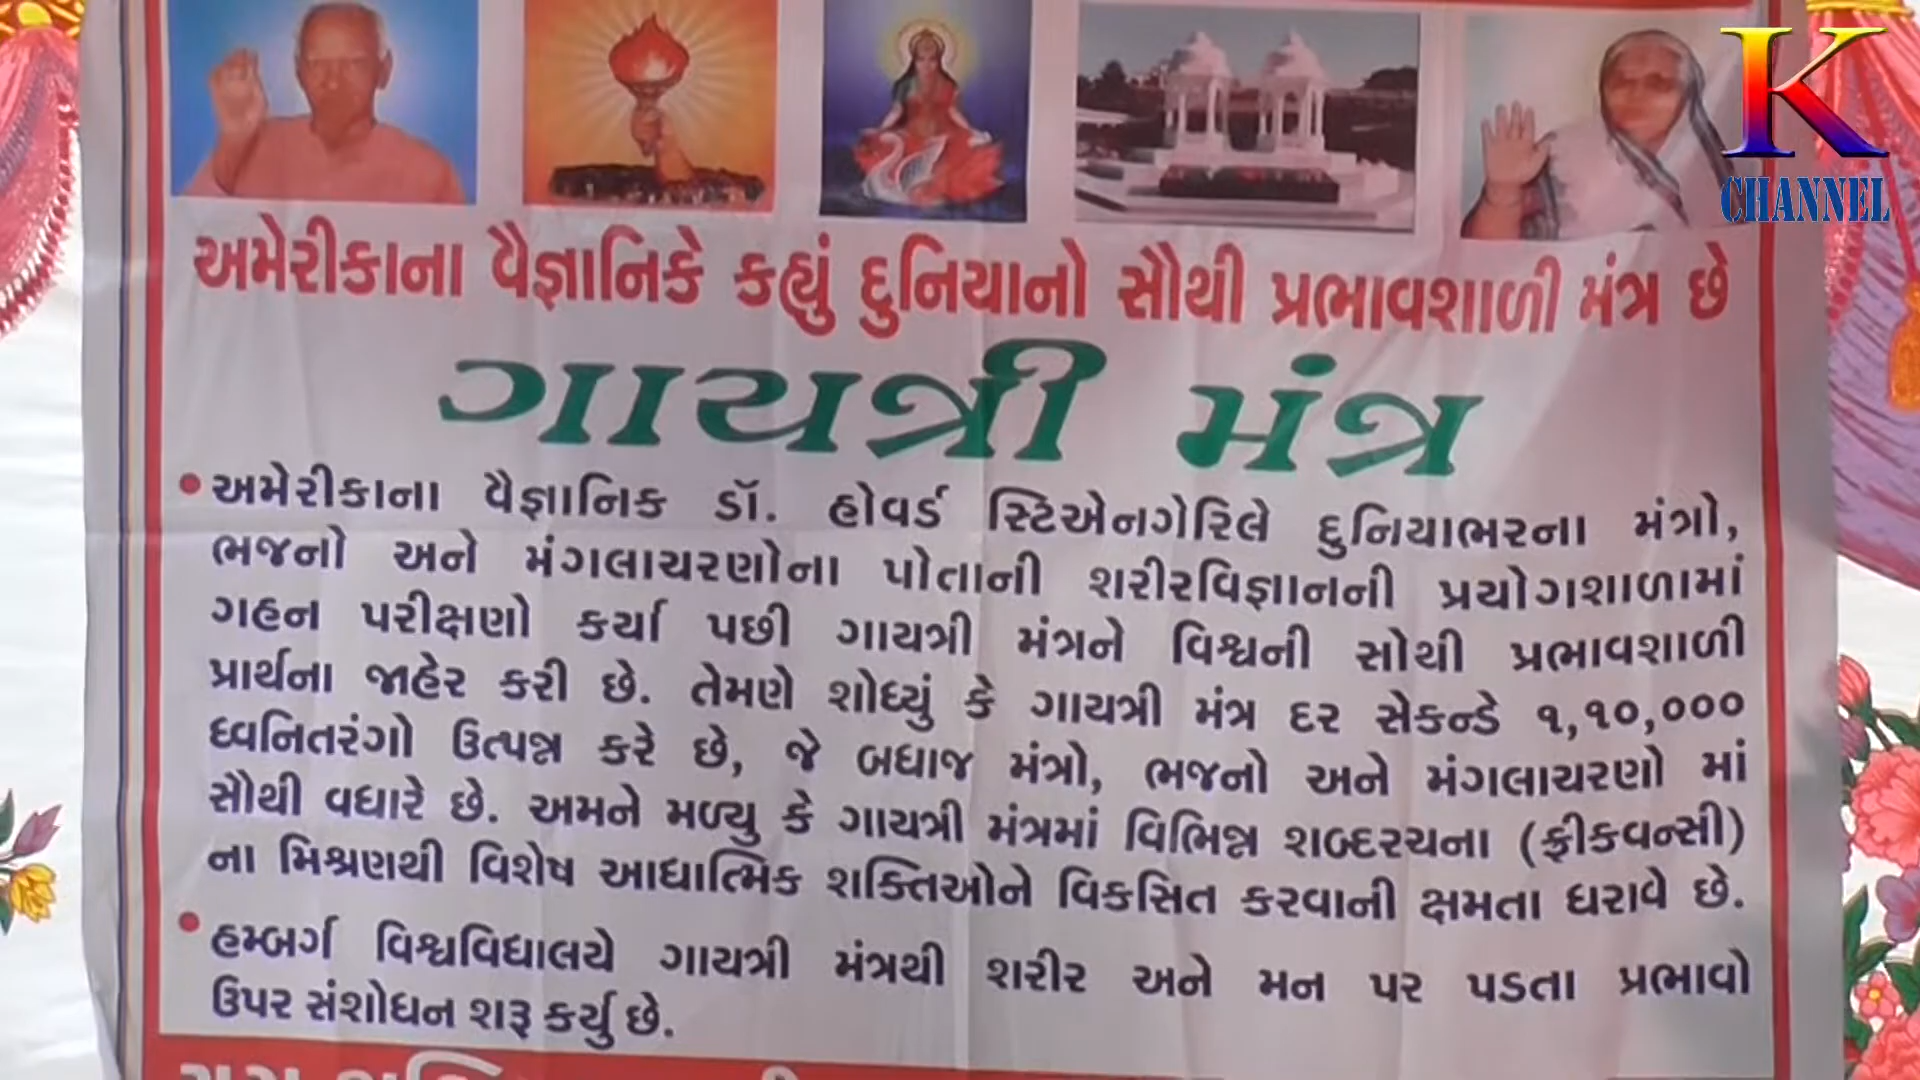 K
CHANNEL
અમેરીકાના વૈજ્ઞાનિકે કહ્યું દુનિયાનો સૌથી પ્રભાવશાળી મંત્ર છે
ગાયત્રી મંત્ર
• અમેરીકાના વૈજ્ઞાનિક ડૉ. હોવર્ડ સ્ટિએનગેરિલે દુનિયાભરના મંત્રો,
ભજનો અને મંગલાચરણોના પોતાની શરીરવિજ્ઞાનની પ્રયોગશાળામાં
ગહન પરીક્ષણો કર્યા પછી ગાયત્રી મંત્રને વિશ્વની સોથી પ્રભાવશાળી
પ્રાર્થના જાહેર કરી છે. તેમણે શોધ્યું કે ગાયત્રી મંત્ર દર સેકન્ડે ૧,૧૦,૦૦૦
ધ્વનિતરંગો ઉત્પન્ન કરે છે, જે બધાજ મંત્રો, ભજનો અને મંગલાચરણો માં
સૌથી વધારે છે. અમને મળ્યુ કે ગાયત્રી મંત્રમાં વિભિન્ન શબ્દરચના (ફ્રીકવન્સી)
ના મિશ્રણથી વિશેષ આધાત્મિક શક્તિઓને વિકસિત કરવાની ક્ષમતા ધરાવે છે.
• હમ્બર્ગ વિશ્વવિદ્યાલયે ગાયત્રી મંત્રથી શરીર અને મન પર પડતા પ્રભાવો
ઉપર સંશોધન શરૂ કર્યુ છે.